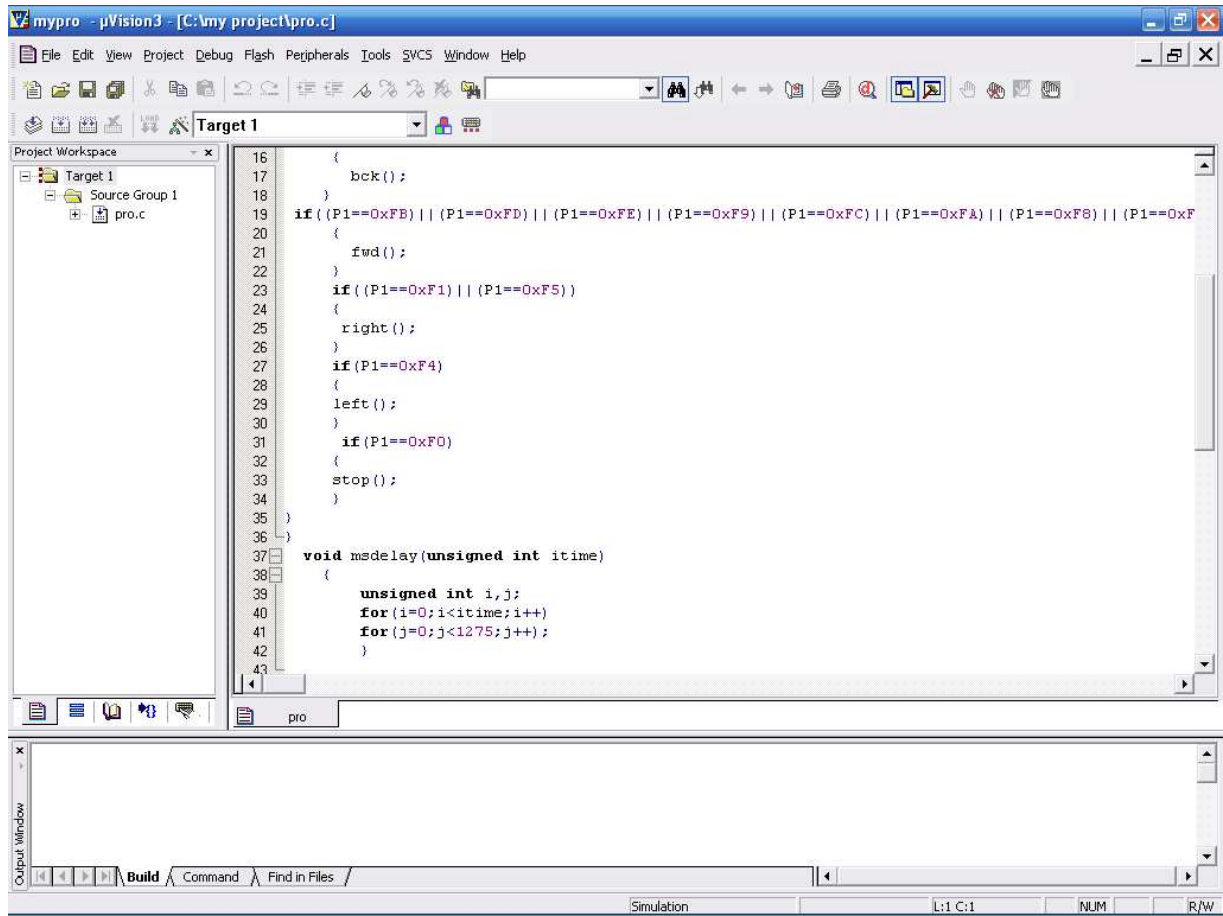 mypro - µVision3 - [C:\my project\pro.c]
File Edit View Project Debug Flash Peripherals Tools SVCS Window Help
Target 1
Project Workspace
Target 1
Source Group 1
pro.c
16 {
17 bck();
18 }
19 if((P1==0xFB)||(P1==0xFD)||(P1==0xFE)||(P1==0xF9)||(P1==0xFC)||(P1==0xFA)||(P1==0xF8)||(P1==0xF
20 {
21 fwd();
22 }
23 if((P1==0xF1)||(P1==0xF5))
24 {
25 right();
26 }
27 if(P1==0xF4)
28 {
29 left();
30 }
31 if(P1==0xF0)
32 {
33 stop();
34 }
35 }
36 }
37 void msdelay(unsigned int itime)
38 {
39 unsigned int i,j;
40 for(i=0;i<itime;i++)
41 for(j=0;j<1275;j++);
42 }
43
pro
Output Window
Build Command Find in Files
Simulation L:1 C:1 NUM R/W